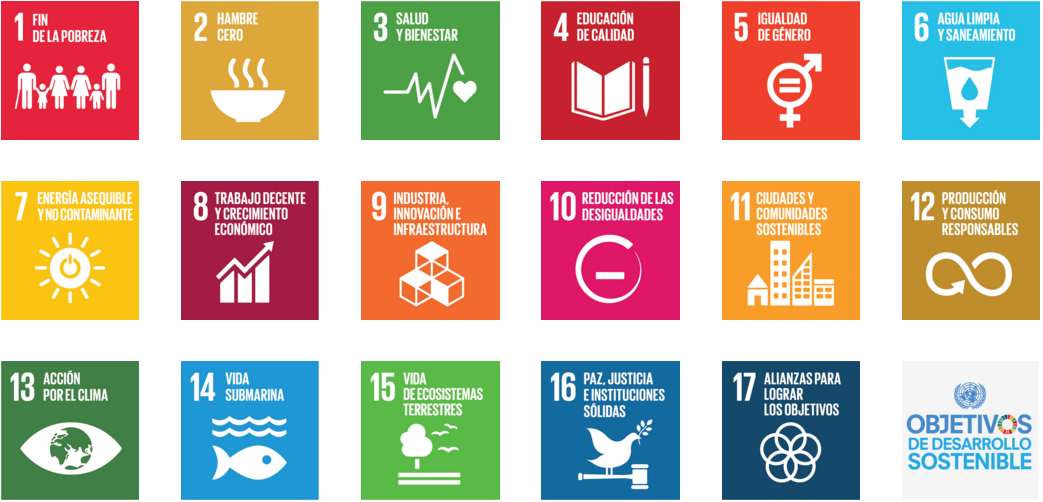 1 FIN
DE LA POBREZA
2 HAMBRE
CERO
3 SALUD
Y BIENESTAR
4 EDUCACIÓN
DE CALIDAD
5 IGUALDAD
DE GÉNERO
6 AGUA LIMPIA
Y SANEAMIENTO
7 ENERGÍA ASEQUIBLE
Y NO CONTAMINANTE
8 TRABAJO DECENTE
Y CRECIMIENTO
ECONÓMICO
9 INDUSTRIA,
INNOVACIÓN E
INFRAESTRUCTURA
10 REDUCCIÓN DE LAS
DESIGUALDADES
11 CIUDADES Y
COMUNIDADES
SOSTENIBLES
12 PRODUCCIÓN
Y CONSUMO
RESPONSABLES
13 ACCIÓN
POR EL CLIMA
14 VIDA
SUBMARINA
15 VIDA
DE ECOSISTEMAS
TERRESTRES
16 PAZ, JUSTICIA
E INSTITUCIONES
SÓLIDAS
17 ALIANZAS PARA
LOGRAR
LOS OBJETIVOS
OBJETIVOS
DE DESARROLLO
SOSTENIBLE